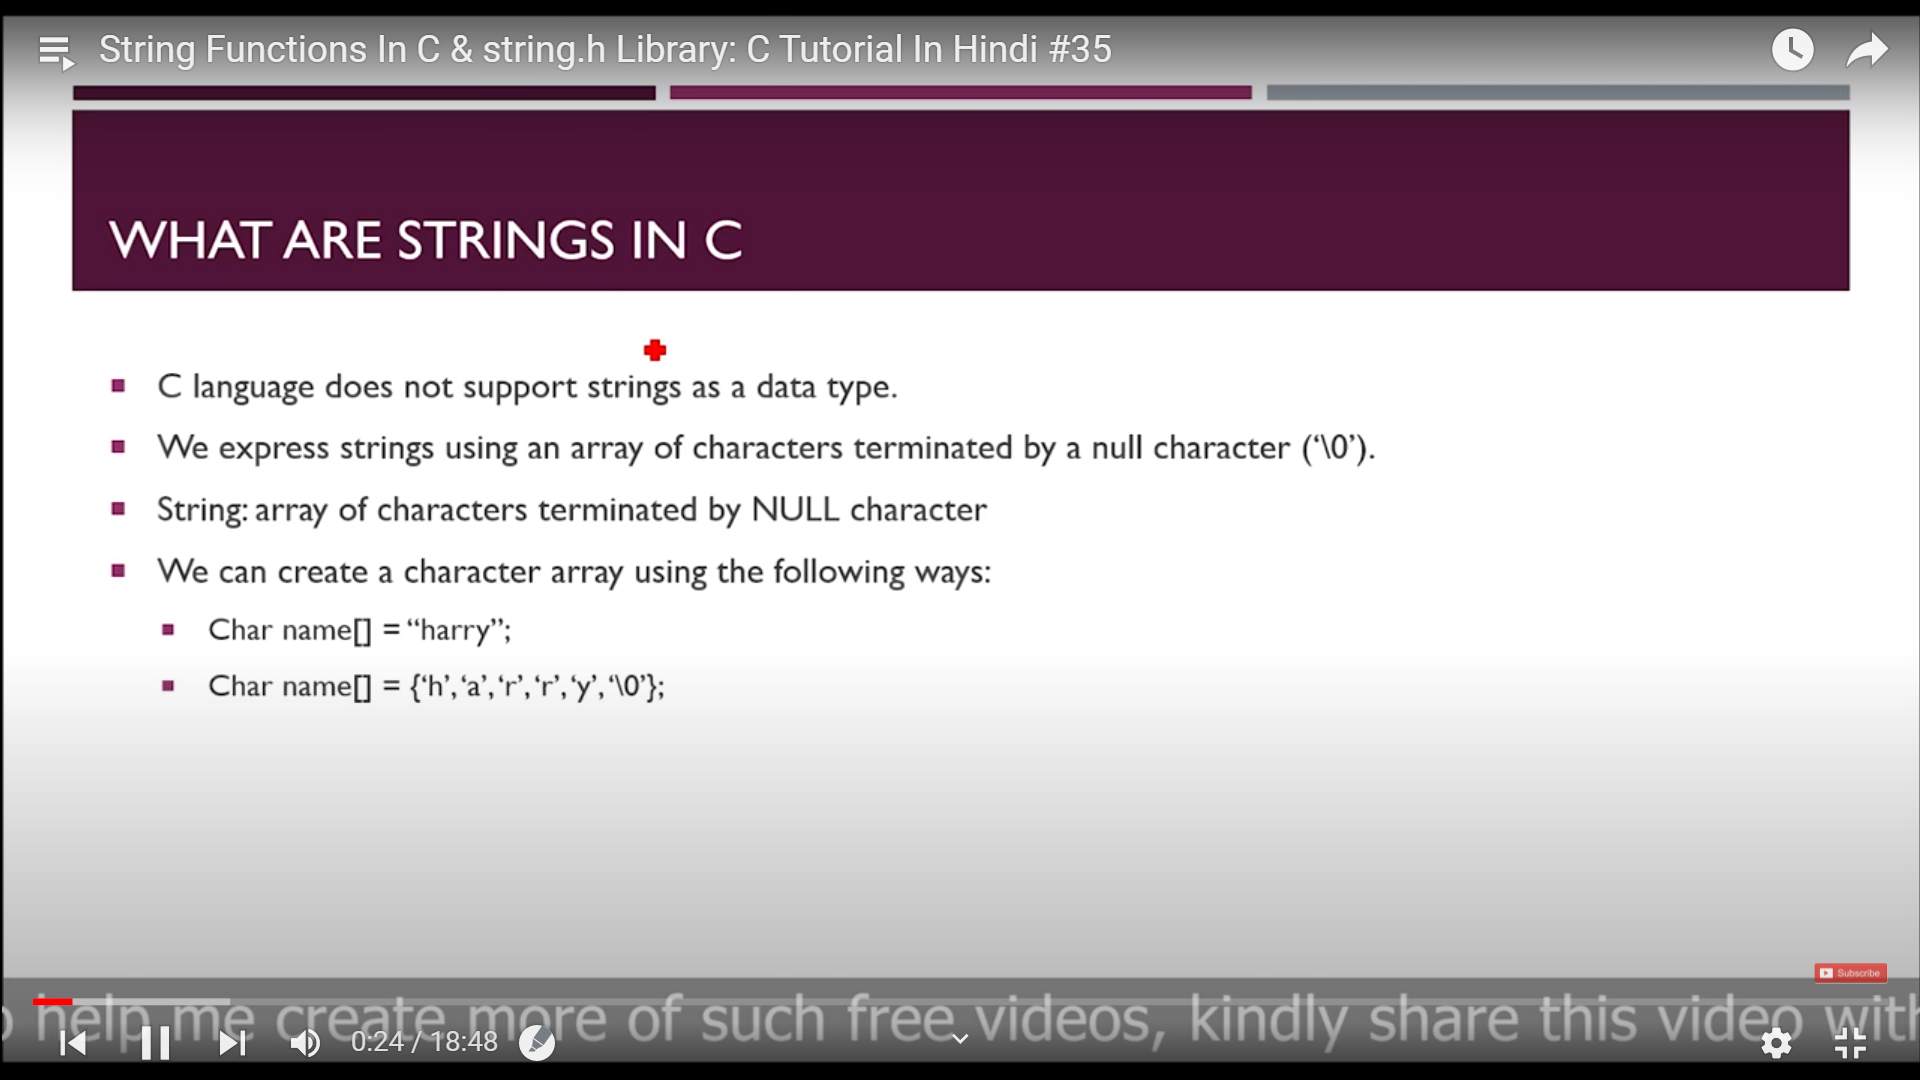 String Functions In C & string.h Library: C Tutorial In Hindi #35
WHAT ARE STRINGS IN C
C language does not support strings as a data type.
We express strings using an array of characters terminated by a null character (‘\0’).
String: array of characters terminated by NULL character
We can create a character array using the following ways:
Char name[] = “harry”;
Char name[] = {‘h’,‘a’,‘r’,‘r’,‘y’,‘\0’};
Subscribe
help me create more of such free videos, kindly share this video with
0:24 / 18:48